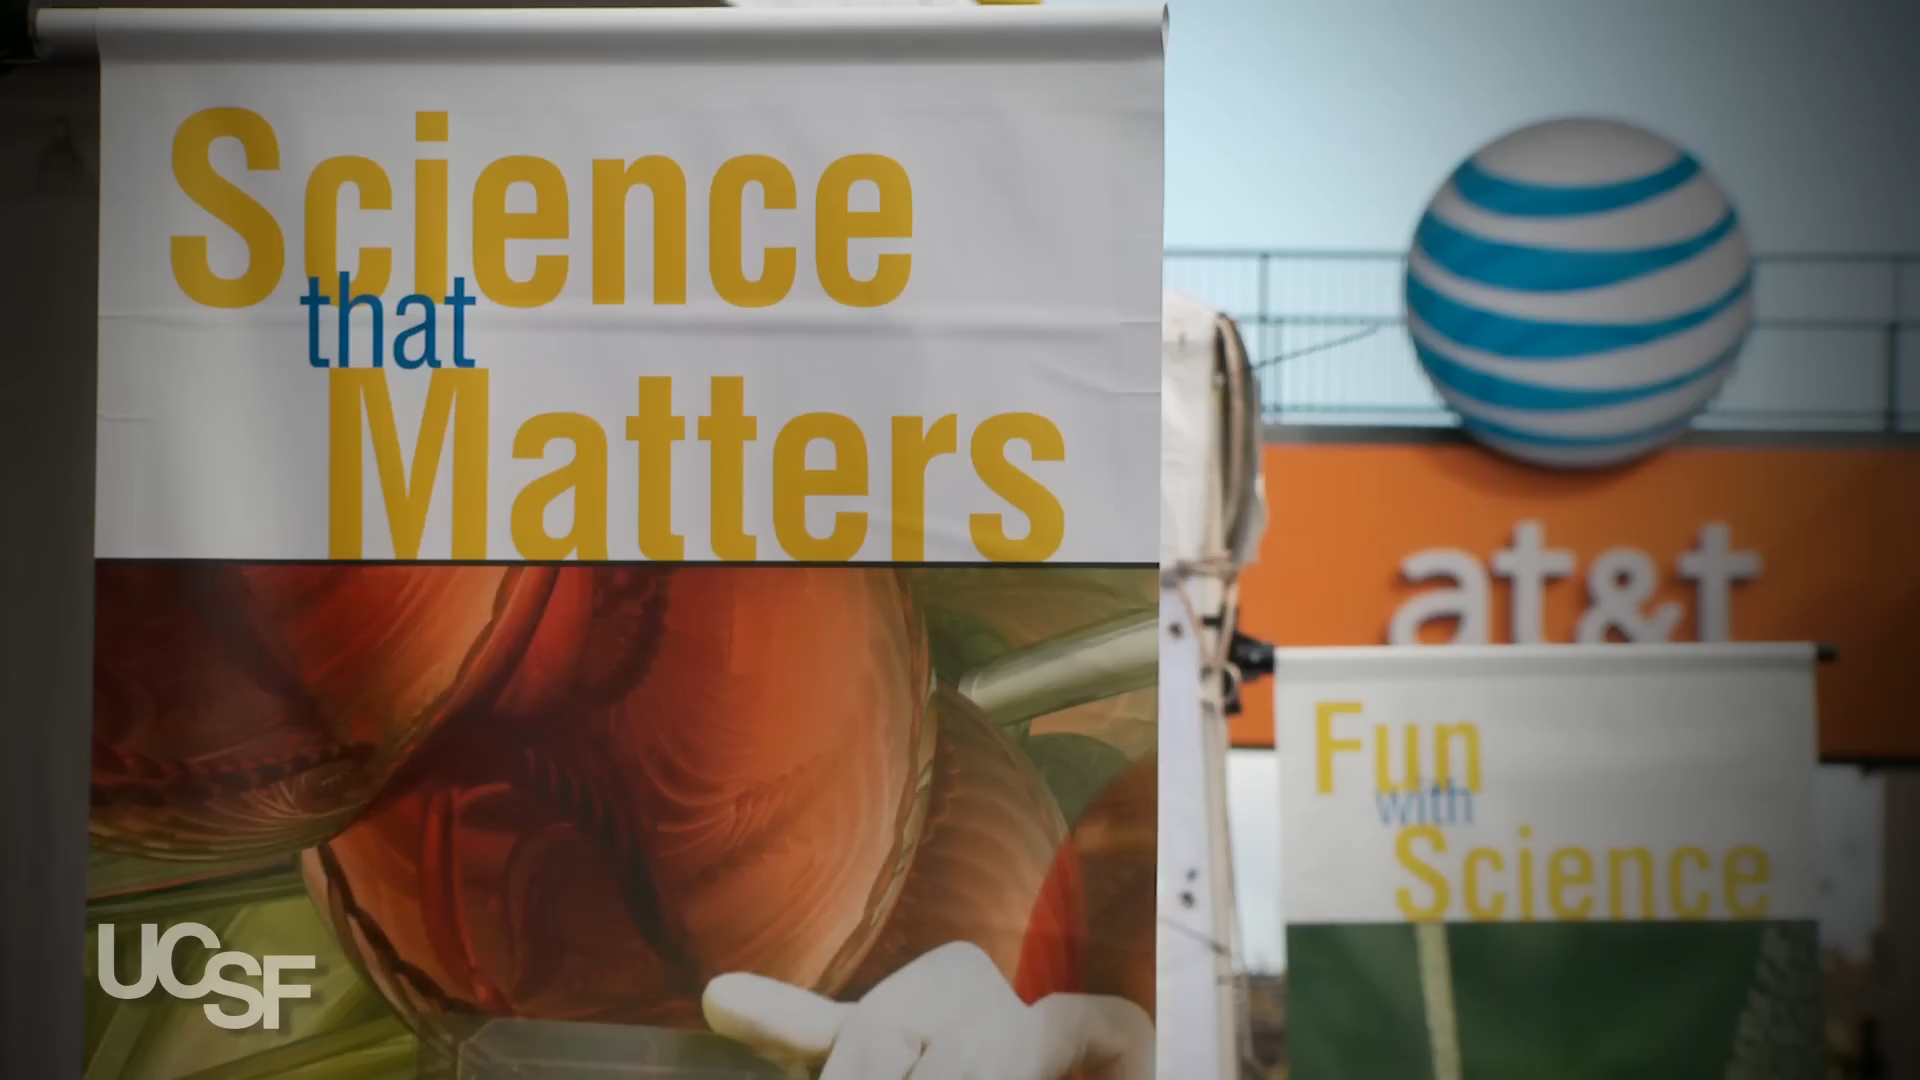 Science
that
Matters
at&t
Fun
with
Science
UCSF